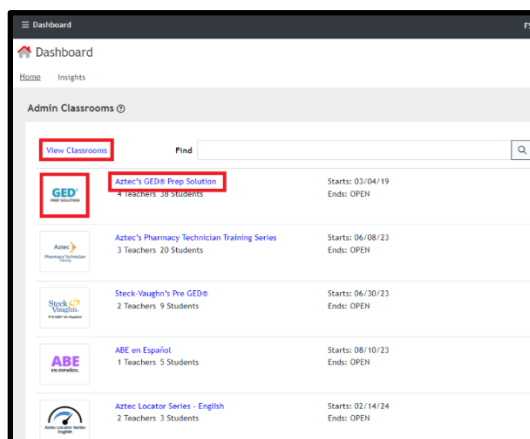 ☰ Dashboard
Dashboard
Home Insights
Admin Classrooms
View Classrooms Find
GED®
PREP SOLUTION
Aztec's GED® Prep Solution
4 Teachers 38 Students
Starts: 03/04/19
Ends: OPEN
Aztec
Pharmacy Technician
Training
Aztec's Pharmacy Technician Training Series
3 Teachers 20 Students
Starts: 06/08/23
Ends: OPEN
Steck
Vaughn.
Pre GED® en Español
Steck-Vaughn's Pre GED®
2 Teachers 9 Students
Starts: 06/30/23
Ends: OPEN
ABE
EN ESPAÑOL
ABE en Español
1 Teachers 5 Students
Starts: 08/10/23
Ends: OPEN
Aztec Locator Series
English
Aztec Locator Series - English
2 Teachers 3 Students
Starts: 02/14/24
Ends: OPEN